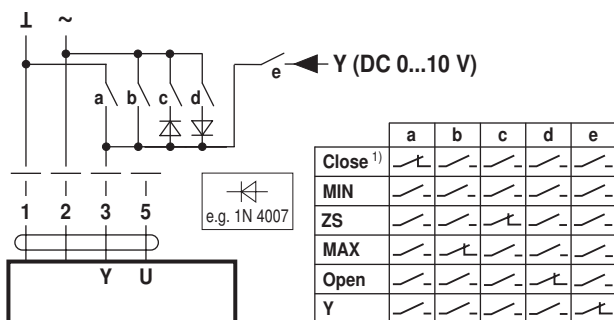 ⊥ ~
a b c d e Y (DC 0...10 V)
1 2 3 5
e.g. 1N 4007
Y U
a b c d e
Close 1)
MIN
ZS
MAX
Open
Y